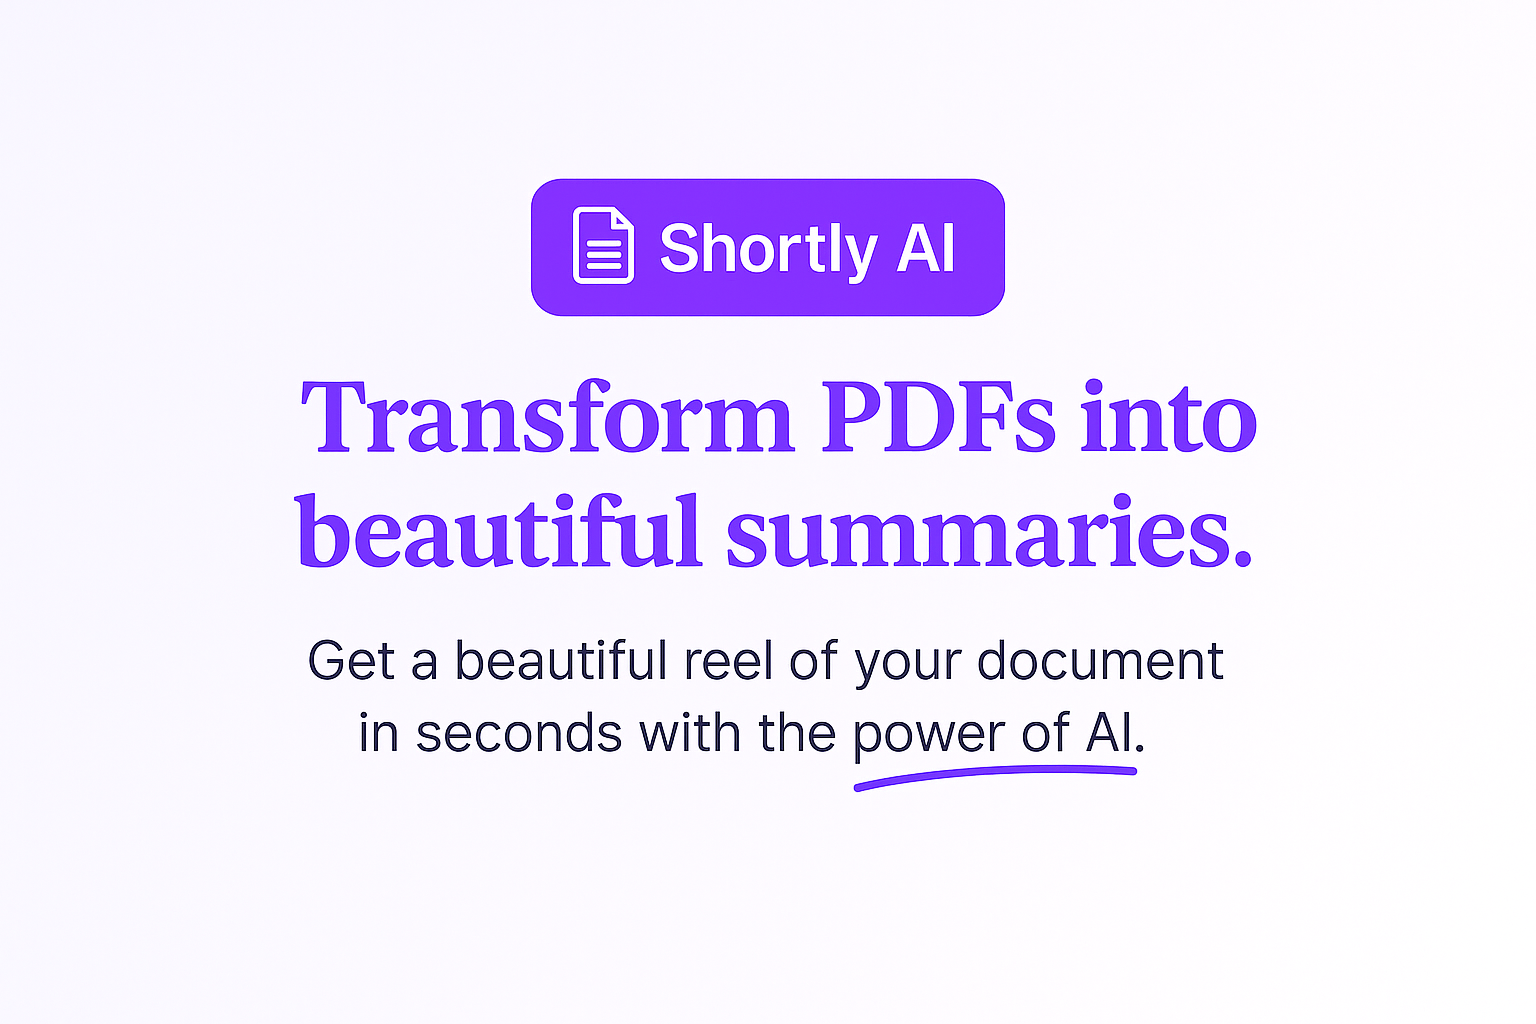 Shortly AI
Transform PDFs into
beautiful summaries.
Get a beautiful reel of your document
in seconds with the power of AI.